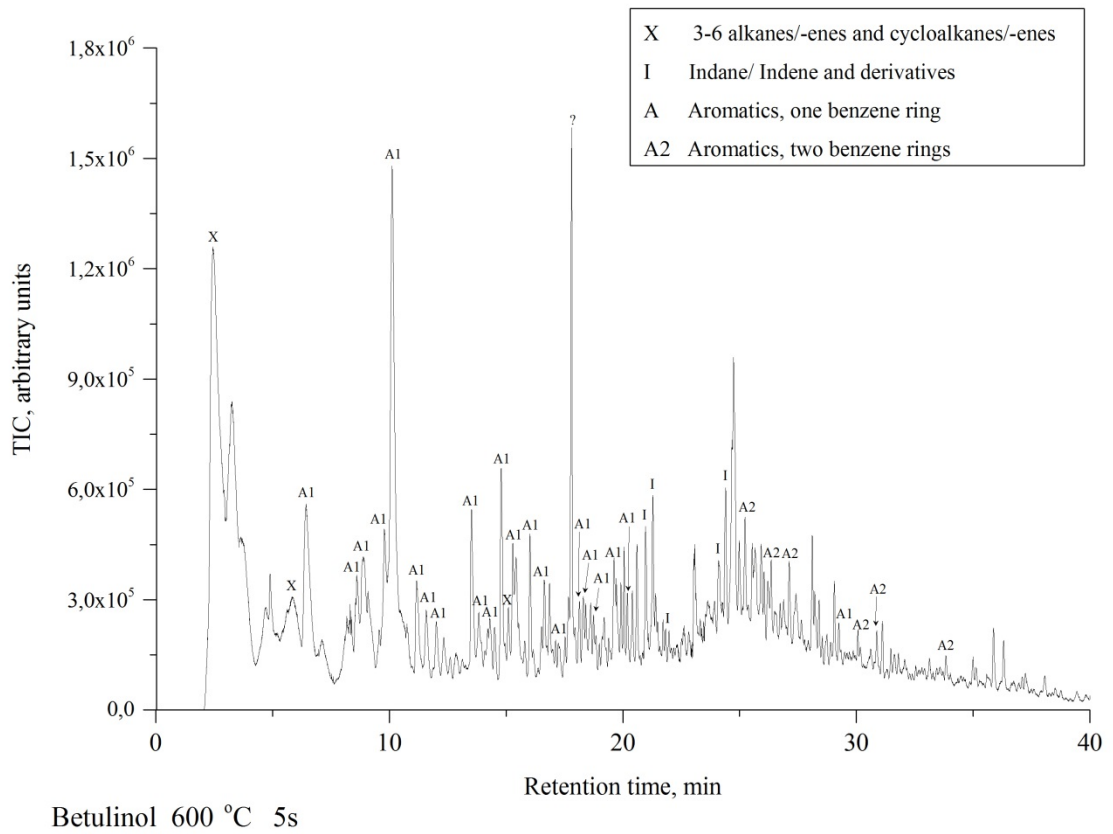 1,8x10⁶
1,5x10⁶
1,2x10⁶
9,0x10⁵
6,0x10⁵
3,0x10⁵
0,0
TIC, arbitrary units
X 3-6 alkanes/-enes and cycloalkanes/-enes
I Indane/ Indene and derivatives
A Aromatics, one benzene ring
A2 Aromatics, two benzene rings
X
X
A1
A1
A1
A1
A1
A1
A1
A1
A1
A1
A1
A1
X
A1
A1
A1
A1
?
A1
A1
A1
A1
A1
I
I
I
I
I
A2
A2
A2
A1
A2
A2
A2
0 10 20 30 40
Retention time, min
Betulinol 600 °C 5s